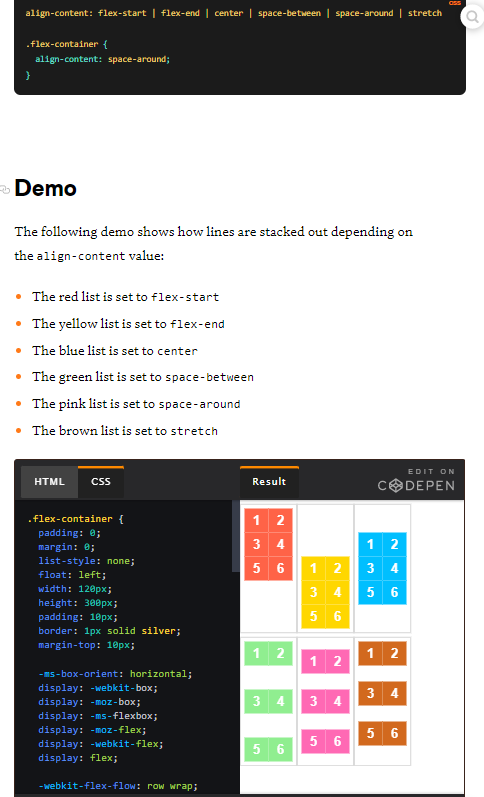 css
align-content: flex-start | flex-end | center | space-between | space-around | stretch
.flex-container {
align-content: space-around;
}
Demo
The following demo shows how lines are stacked out depending on
the align-content value:
The red list is set to flex-start
The yellow list is set to flex-end
The blue list is set to center
The green list is set to space-between
The pink list is set to space-around
The brown list is set to stretch
HTML CSS Result
EDIT ON
CODEPEN
.flex-container {
padding: 0;
margin: 0;
list-style: none;
float: left;
width: 120px;
height: 300px;
padding: 10px;
border: 1px solid silver;
margin-top: 10px;
-ms-box-orient: horizontal;
display: -webkit-box;
display: -moz-box;
display: -ms-flexbox;
display: -moz-flex;
display: -webkit-flex;
display: flex;
-webkit-flex-flow: row wrap;
1 2
3 4
5 6
1 2
3 4
5 6
1 2
3 4
5 6
1 2
3 4
5 6
1 2
3 4
5 6
1 2
3 4
5 6